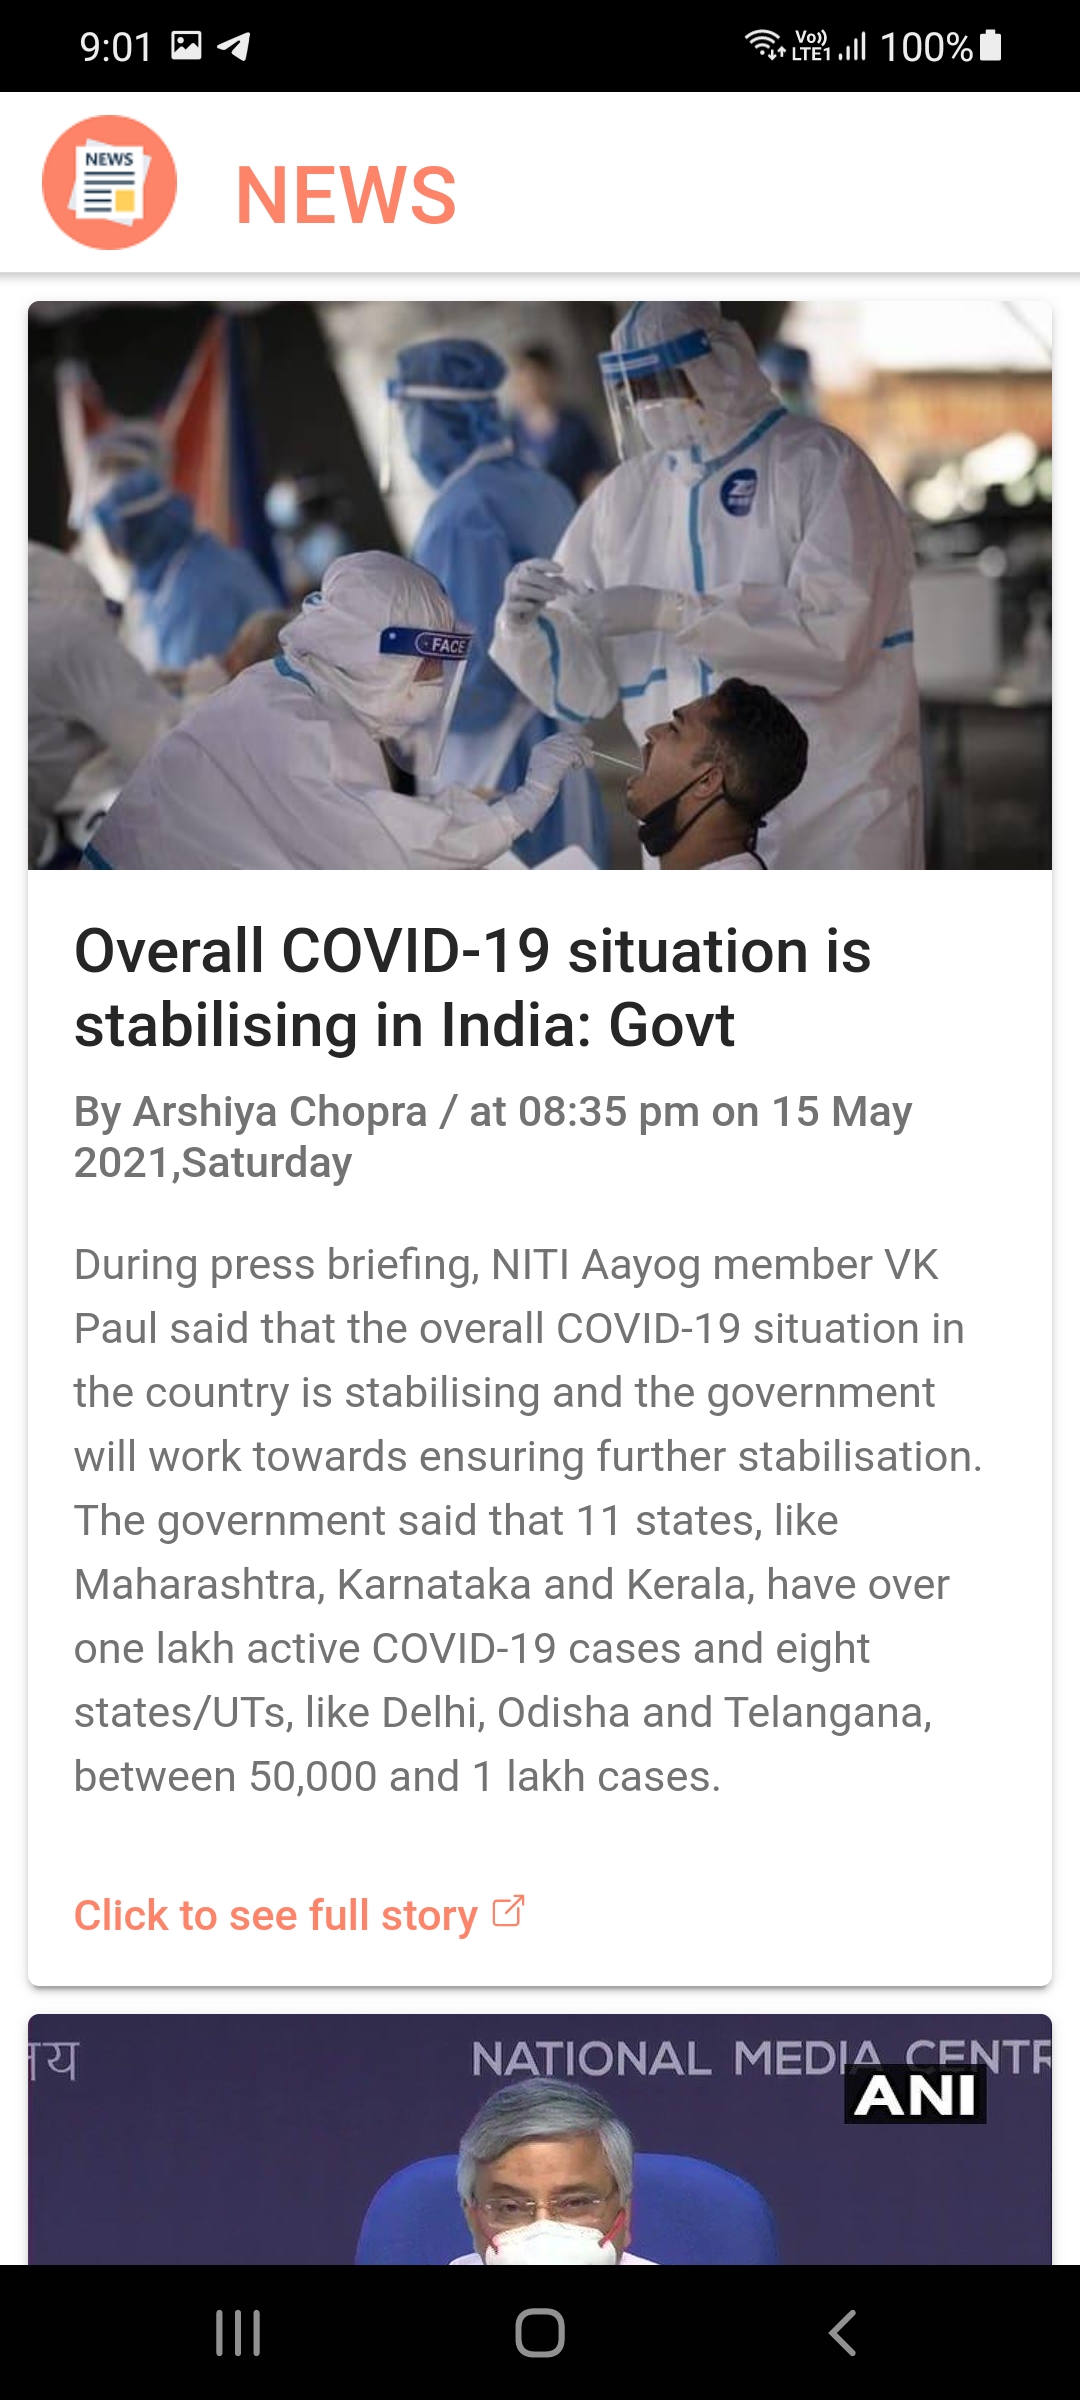 9:01
Vo))
LTE1
100%
NEWS
NEWS
FACE
Overall COVID-19 situation is
stabilising in India: Govt
By Arshiya Chopra / at 08:35 pm on 15 May
2021,Saturday
During press briefing, NITI Aayog member VK
Paul said that the overall COVID-19 situation in
the country is stabilising and the government
will work towards ensuring further stabilisation.
The government said that 11 states, like
Maharashtra, Karnataka and Kerala, have over
one lakh active COVID-19 cases and eight
states/UTs, like Delhi, Odisha and Telangana,
between 50,000 and 1 lakh cases.
Click to see full story
NATIONAL MEDIA CENTR
ANI